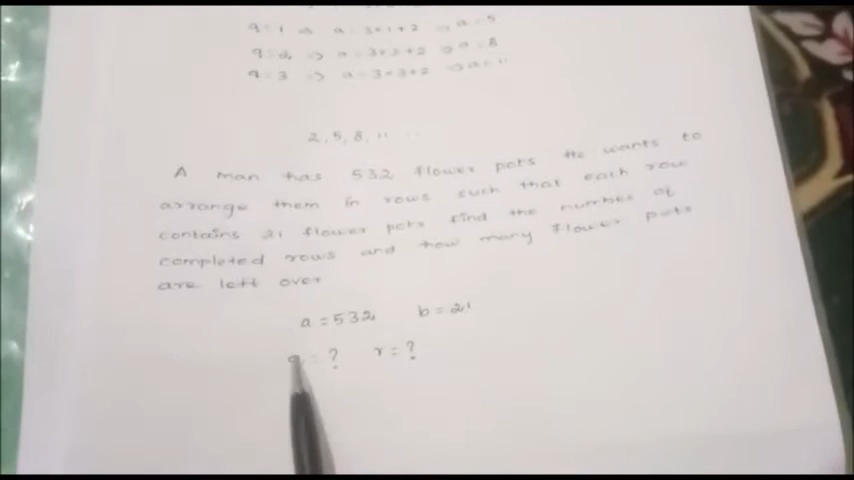 q=1 ⇒ a=3×1+2 ⇒ a=5
q=2 ⇒ a=3×3+2 ⇒ a=8
q=3 ⇒ a=3×3+2 ⇒ a=11
2, 5, 8, 11 ...
A man has 532 flower pots He wants to
arrange them in rows such that each row
contains 21 flower pots find the number of
completed rows and how many flower pots
are left over
a = 532 b = 21
q = ? r = ?